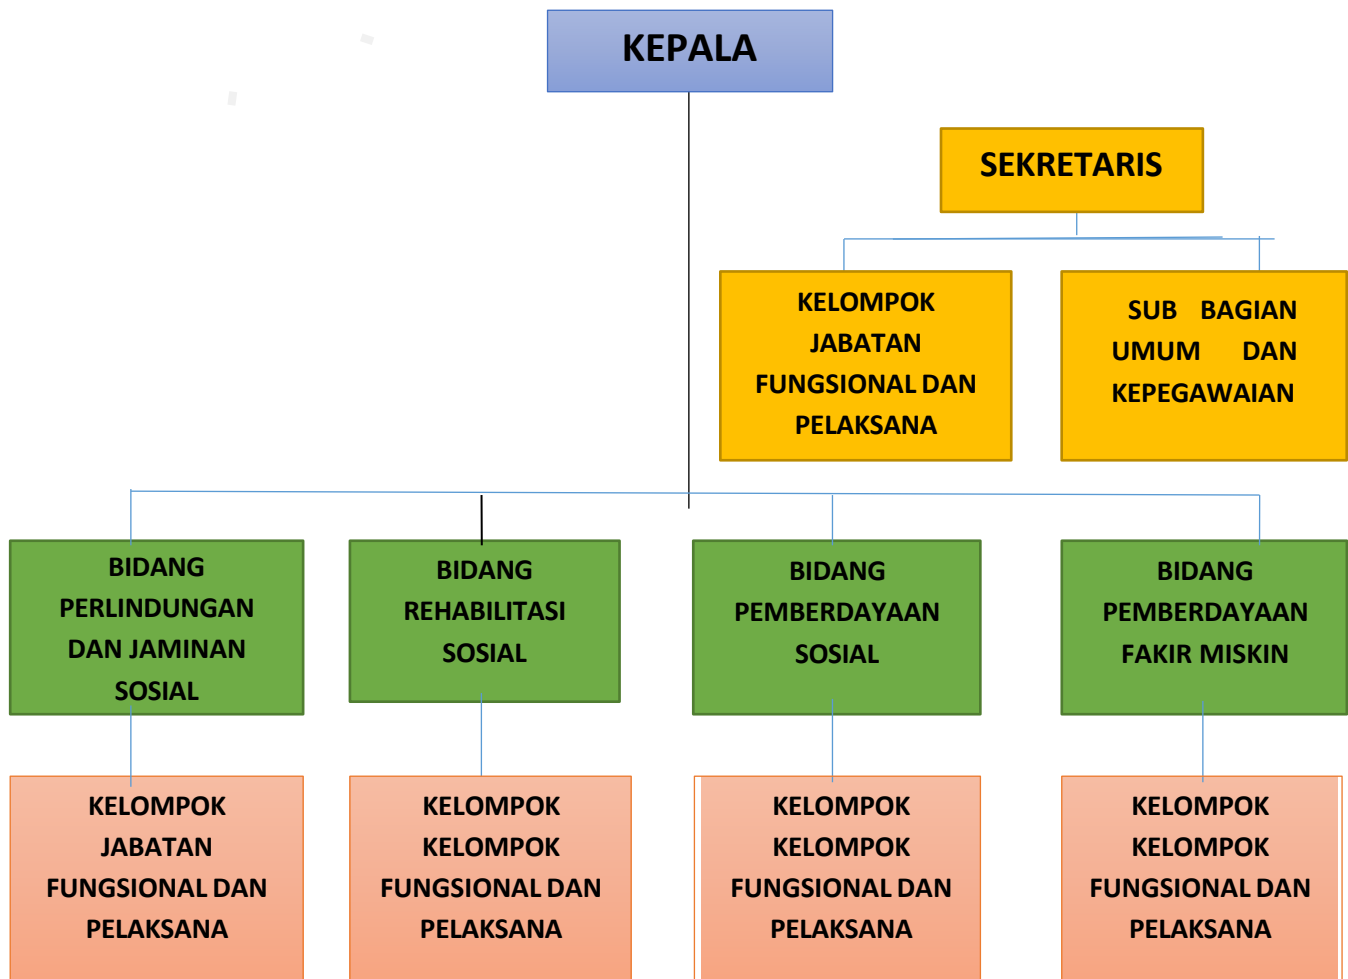 KEPALA
SEKRETARIS
KELOMPOK
JABATAN
FUNGSIONAL DAN
PELAKSANA
SUB BAGIAN
UMUM DAN
KEPEGAWAIAN
BIDANG
PERLINDUNGAN
DAN JAMINAN
SOSIAL
BIDANG
REHABILITASI
SOSIAL
BIDANG
PEMBERDAYAAN
SOSIAL
BIDANG
PEMBERDAYAAN
FAKIR MISKIN
KELOMPOK
JABATAN
FUNGSIONAL DAN
PELAKSANA
KELOMPOK
KELOMPOK
FUNGSIONAL DAN
PELAKSANA
KELOMPOK
KELOMPOK
FUNGSIONAL DAN
PELAKSANA
KELOMPOK
KELOMPOK
FUNGSIONAL DAN
PELAKSANA